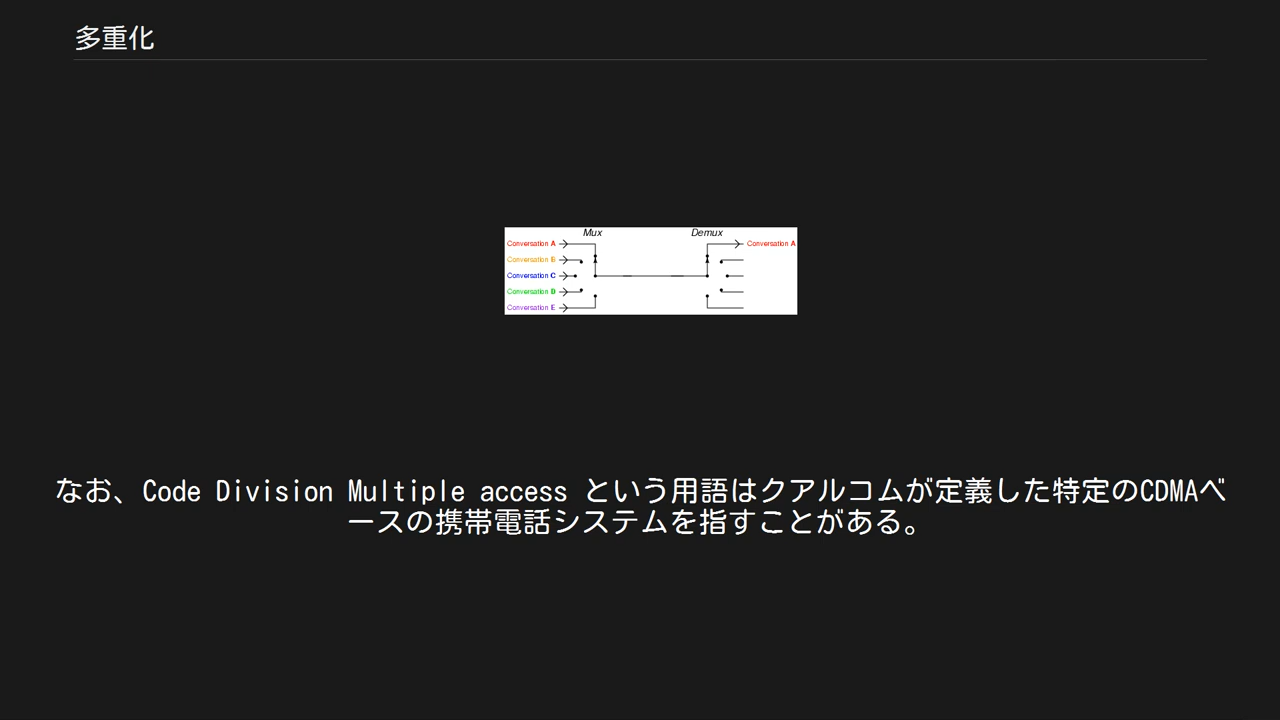 多重化
Mux Demux
Conversation A Conversation A
Conversation B
Conversation C
Conversation D
Conversation E
なお、Code Division Multiple access という用語はクアルコムが定義した特定のCDMAベ
ースの携帯電話システムを指すことがある。